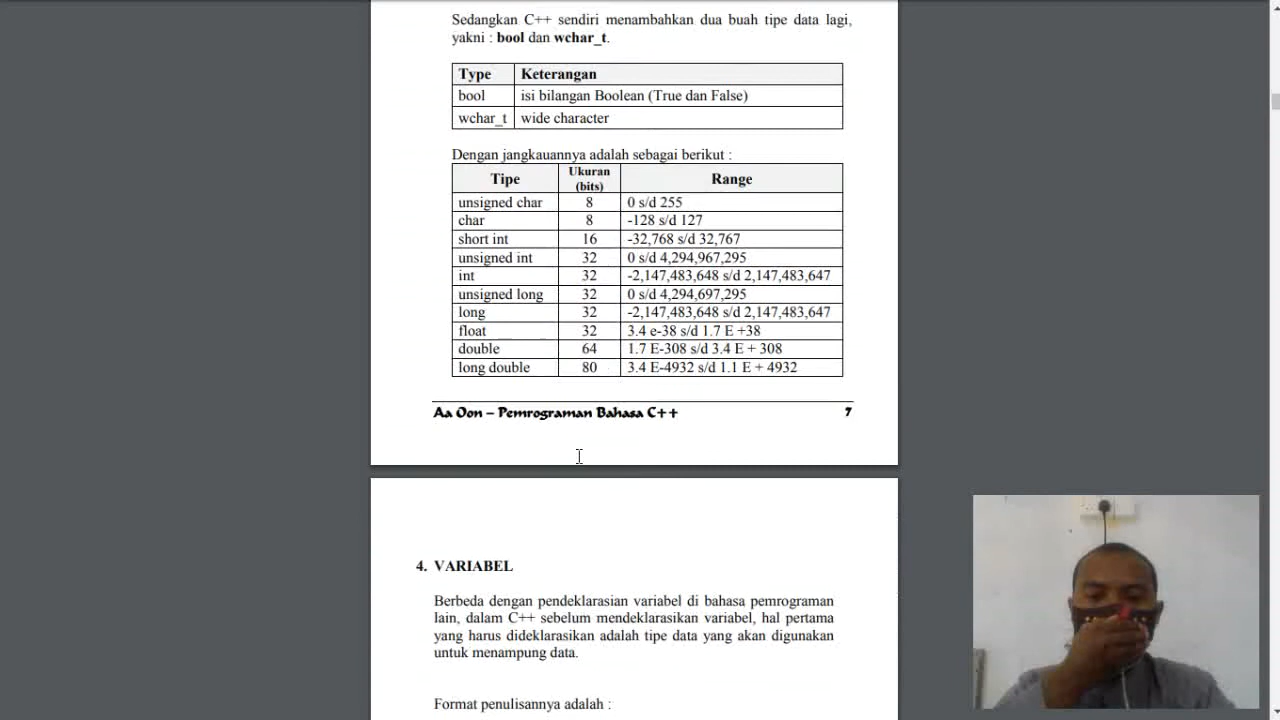 Sedangkan C++ sendiri menambahkan dua buah tipe data lagi,
yakni : bool dan wchar_t.
Type Keterangan
bool isi bilangan Boolean (True dan False)
wchar_t wide character
Dengan jangkauannya adalah sebagai berikut :
Tipe Ukuran (bits) Range
unsigned char 8 0 s/d 255
char 8 -128 s/d 127
short int 16 -32,768 s/d 32,767
unsigned int 32 0 s/d 4,294,967,295
int 32 -2,147,483,648 s/d 2,147,483,647
unsigned long 32 0 s/d 4,294,697,295
long 32 -2,147,483,648 s/d 2,147,483,647
float 32 3.4 e-38 s/d 1.7 E +38
double 64 1.7 E-308 s/d 3.4 E + 308
long double 80 3.4 E-4932 s/d 1.1 E + 4932
Aa Oon – Pemrograman Bahasa C++ 7
4. VARIABEL
Berbeda dengan pendeklarasian variabel di bahasa pemrograman
lain, dalam C++ sebelum mendeklarasikan variabel, hal pertama
yang harus dideklarasikan adalah tipe data yang akan digunakan
untuk menampung data.
Format penulisannya adalah :